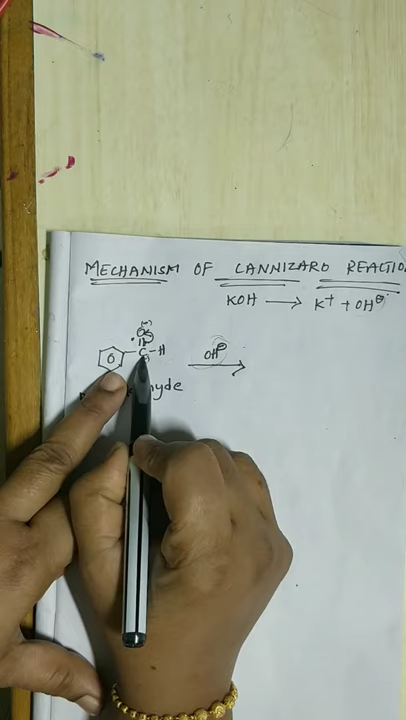 MECHANISM OF CANNIZARO REACTIO
KOH → K+ + OH⊖
O
C-H
OH⊖
hyde